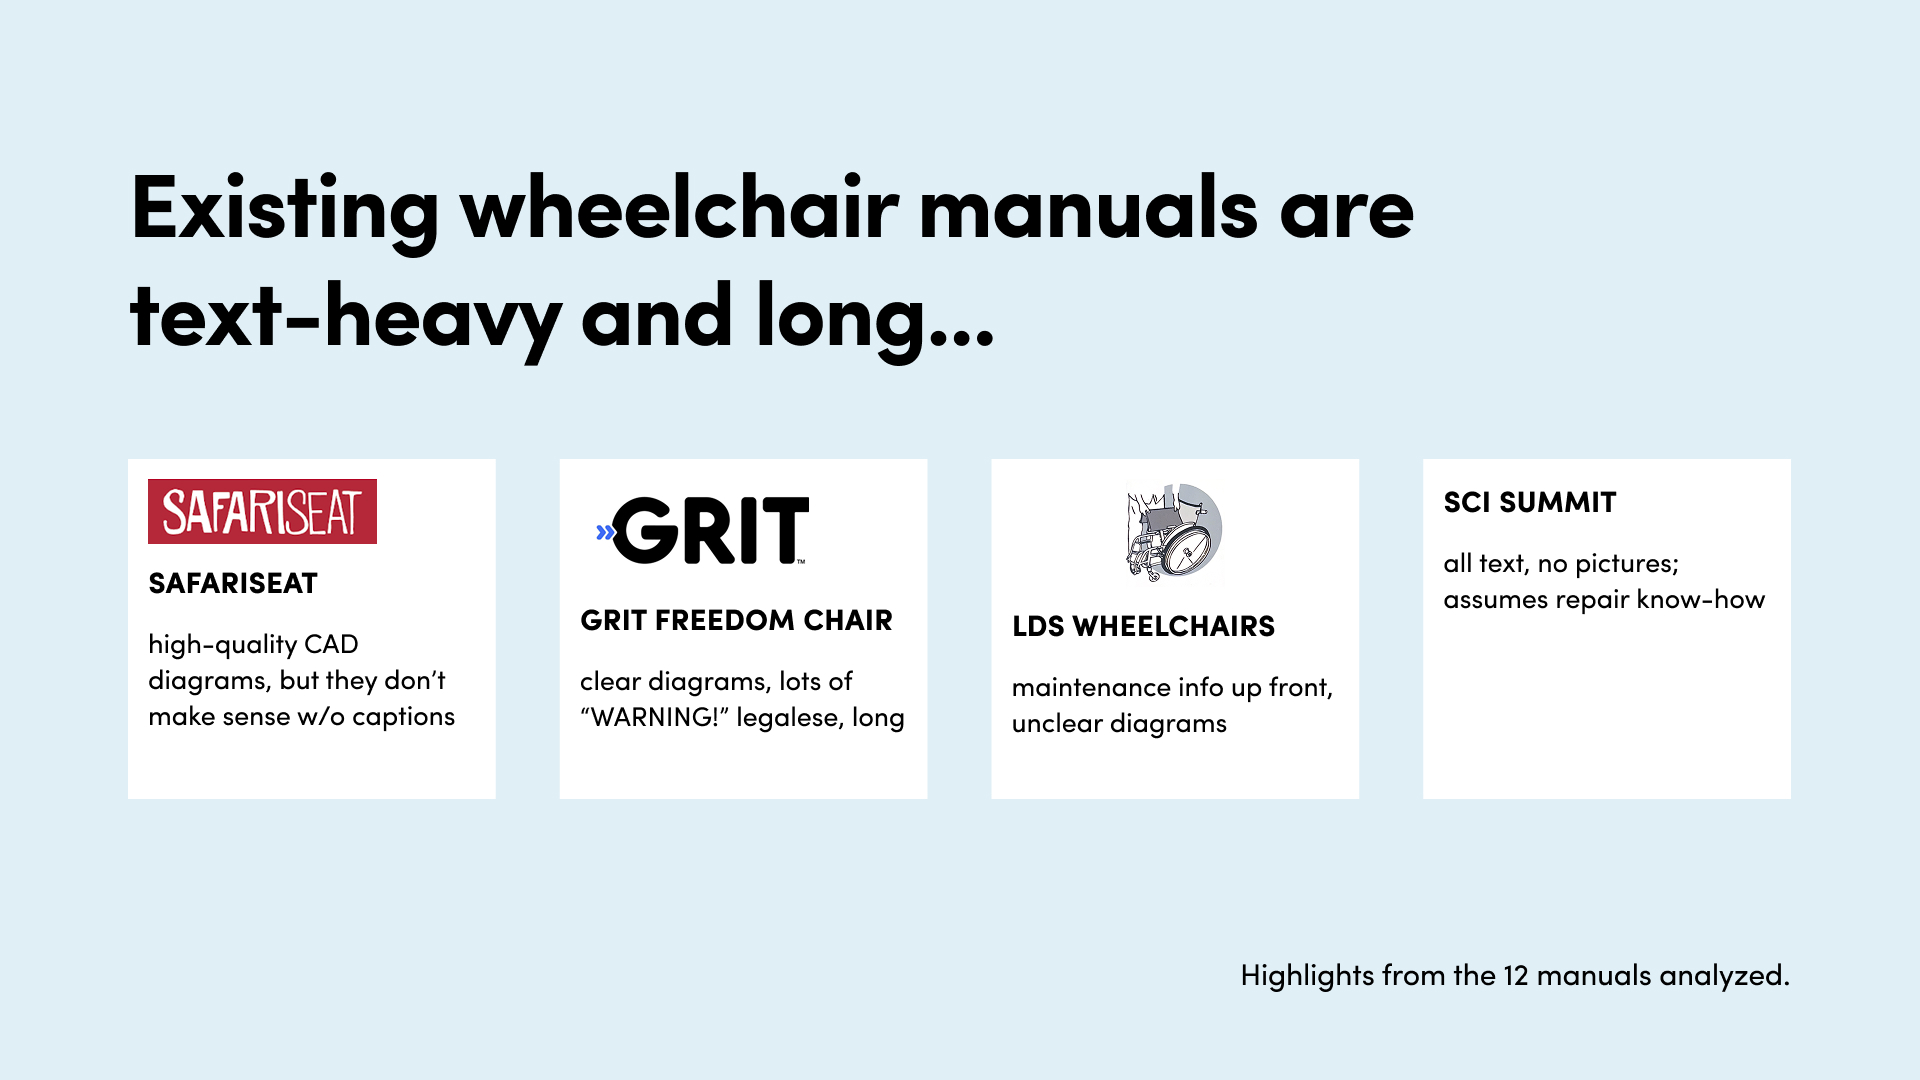 Existing wheelchair manuals are
text-heavy and long...
SAFARISEAT
SAFARISEAT
high-quality CAD
diagrams, but they don’t
make sense w/o captions
»GRIT™
GRIT FREEDOM CHAIR
clear diagrams, lots of
“WARNING!” legalese, long
LDS WHEELCHAIRS
maintenance info up front,
unclear diagrams
SCI SUMMIT
all text, no pictures;
assumes repair know-how
Highlights from the 12 manuals analyzed.